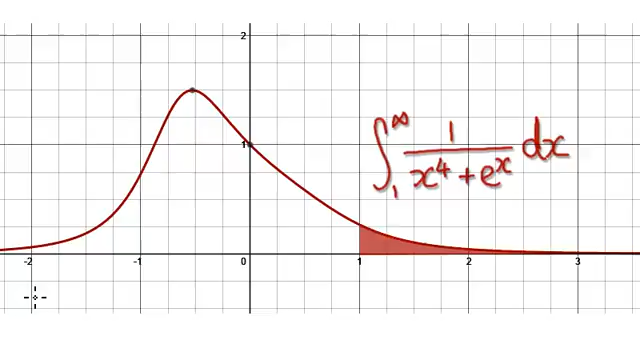 2
∫₁^∞ 1/(x⁴ + eˣ) dx
1
-2 -1 0 1 2 3